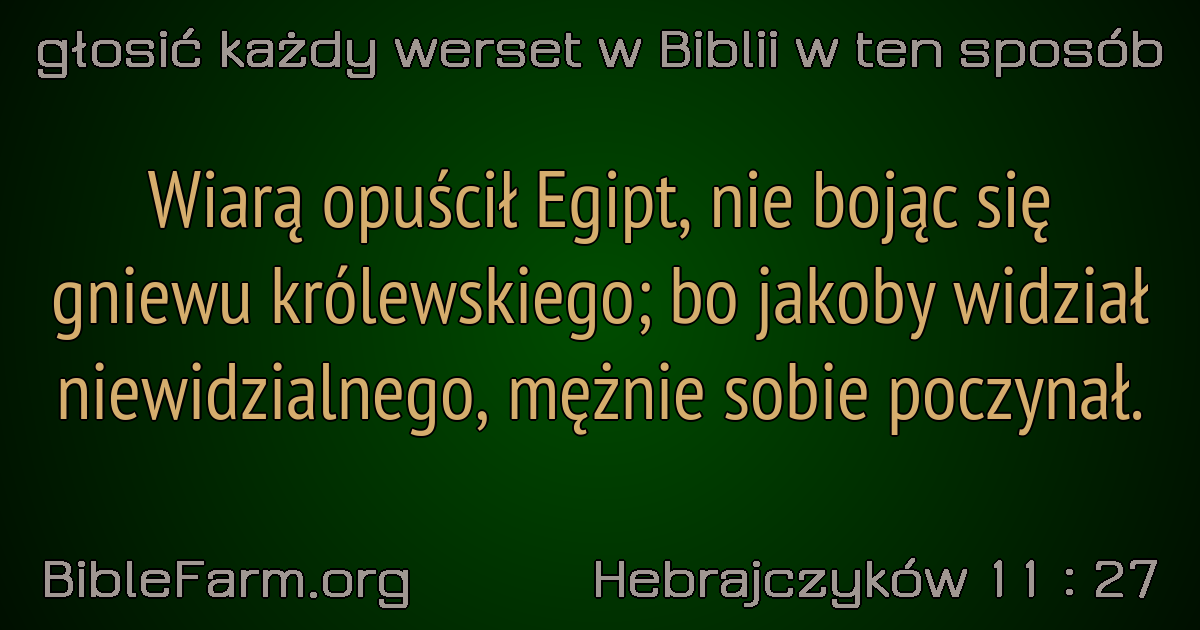 głosić każdy werset w Biblii w ten sposób
Wiarą opuścił Egipt, nie bojąc się
gniewu królewskiego; bo jakoby widział
niewidzialnego, mężnie sobie poczynał.
BibleFarm.org
Hebrajczyków 11 : 27